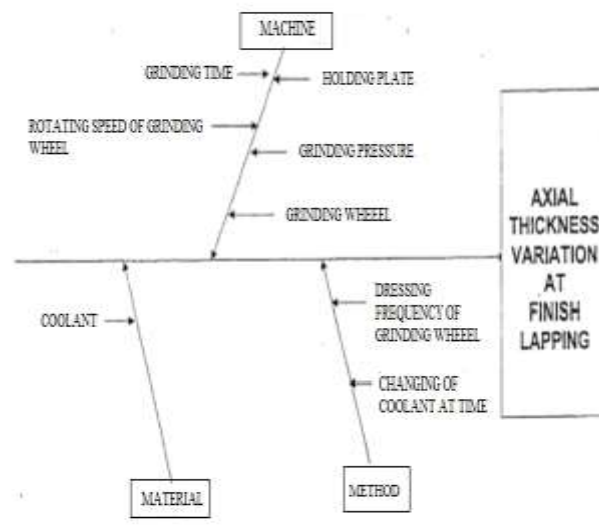 MACHINE
GRINDING TIME
HOLDING PLATE
ROTATING SPEED OF GRINDING
WHEEL
GRINDING PRESSURE
GRINDING WHEEEL
AXIAL
THICKNESS
VARIATION
AT
FINISH
LAPPING
COOLANT
DRESSING
FREQUENCY OF
GRINDING WHEEEL
CHANGING OF
COOLANT AT TIME
MATERIAL
METHOD